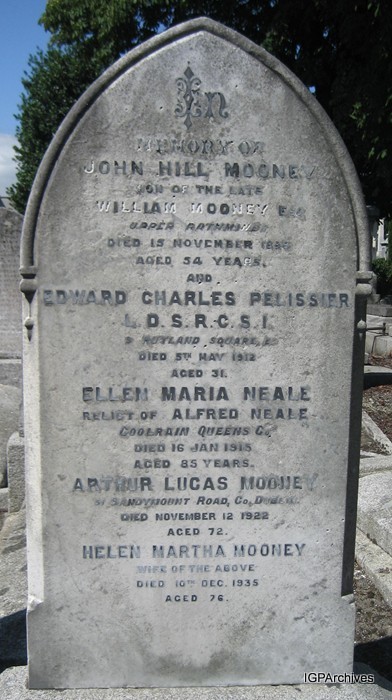 In
MEMORY OF
JOHN HILL MOONEY
SON OF THE LATE
WILLIAM MOONEY ESQ
UPPER RATHMINES
DIED 15 NOVEMBER
AGED 54 YEARS.
AND
EDWARD CHARLES PELISSIER
L.D.S.R.C.S.I.
RUTLAND SQUARE, E.
DIED 5TH MAY 1912
AGED 31.
ELLEN MARIA NEALE
RELICT OF ALFRED NEALE
COOLRAIN QUEENS CO.
DIED 16 JAN 1915
AGED 85 YEARS.
ARTHUR LUCAS MOONEY
SANDYMOUNT ROAD, CO. DUBLIN.
DIED NOVEMBER 12 1922
AGED 72.
HELEN MARTHA MOONEY
WIFE OF THE ABOVE
DIED 10TH DEC. 1935
AGED 76.
IGPArchives